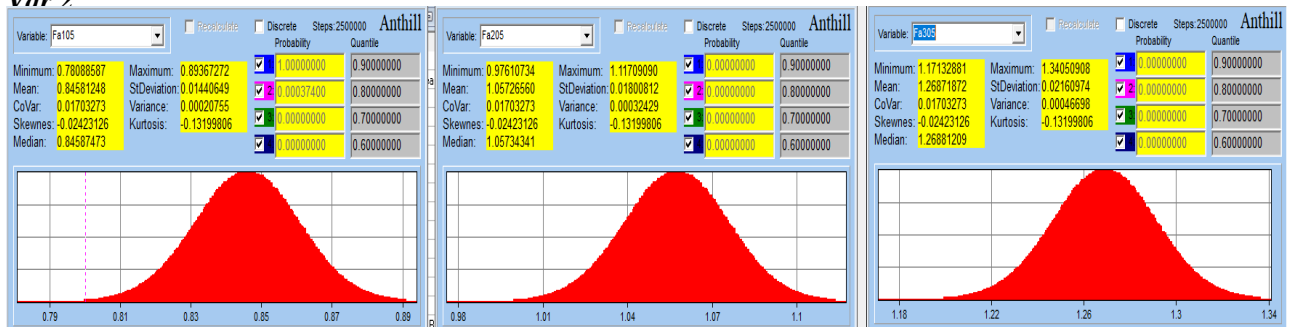 Var 2
Variable: Fa105 Recalculate Discrete Steps:2500000 Anthill
Probability Quantile
Minimum: 0.78088587 Maximum: 0.89367272 1.00000000 0.90000000
Mean: 0.84581248 StDeviation: 0.01440649 2: 0.00037400 0.80000000
CoVar: 0.01703273 Variance: 0.00020755 3: 0.00000000 0.70000000
Skewnes: -0.02423126 Kurtosis: -0.13199806
Median: 0.84587473 0.00000000 0.60000000
0.79 0.81 0.83 0.85 0.87 0.89
Variable: Fa205 Recalculate Discrete Steps:2500000 Anthill
Probability Quantile
Minimum: 0.97610734 Maximum: 1.11709090 0.00000000 0.90000000
Mean: 1.05726560 StDeviation: 0.01800812 2: 0.00000000 0.80000000
CoVar: 0.01703273 Variance: 0.00032429 3: 0.00000000 0.70000000
Skewnes: -0.02423126 Kurtosis: -0.13199806
Median: 1.05734341 0.00000000 0.60000000
0.98 1.01 1.04 1.07 1.1
Variable: Fa305 Recalculate Discrete Steps:2500000 Anthill
Probability Quantile
Minimum: 1.17132881 Maximum: 1.34050908 0.00000000 0.90000000
Mean: 1.26871872 StDeviation: 0.02160974 2: 0.00000000 0.80000000
CoVar: 0.01703273 Variance: 0.00046698 3: 0.00000000 0.70000000
Skewnes: -0.02423126 Kurtosis: -0.13199806
Median: 1.26881209 0.00000000 0.60000000
1.18 1.22 1.26 1.3 1.34